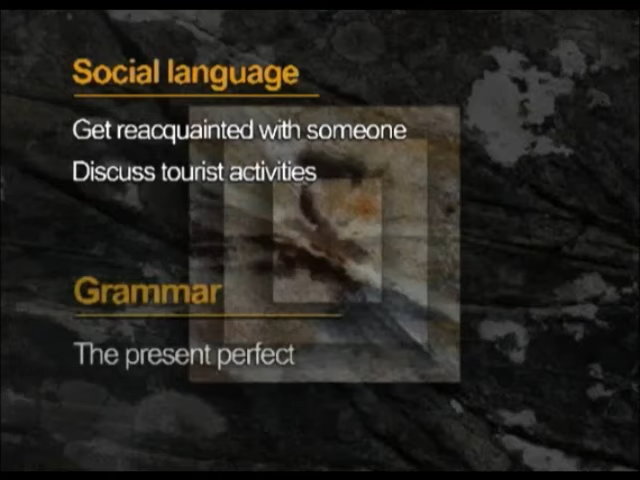 Social language
Get reacquainted with someone
Discuss tourist activities
Grammar
The present perfect